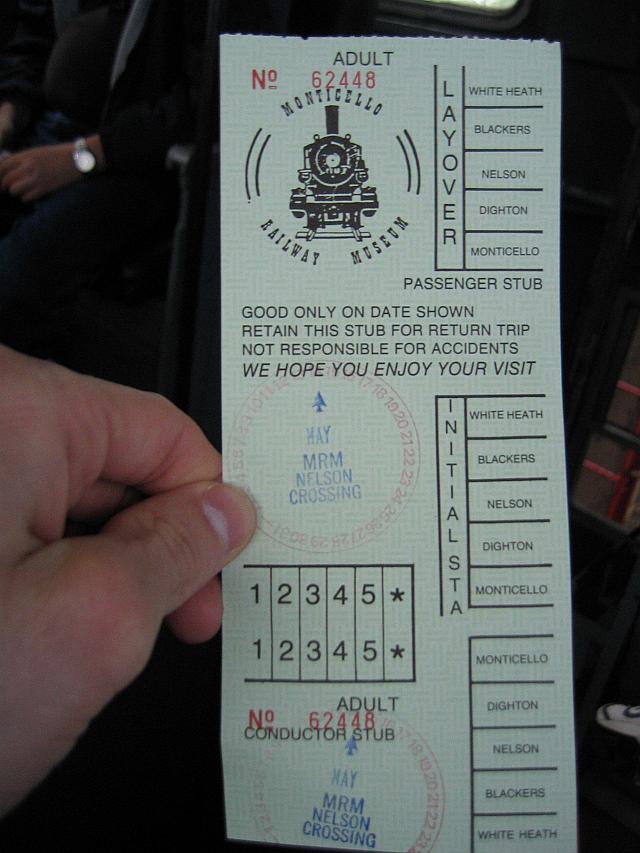 ADULT
Nº 62448
MONTICELLO
RAILWAY MUSEUM
LAYOVER
WHITE HEATH
BLACKERS
NELSON
DIGHTON
MONTICELLO
PASSENGER STUB
GOOD ONLY ON DATE SHOWN
RETAIN THIS STUB FOR RETURN TRIP
NOT RESPONSIBLE FOR ACCIDENTS
WE HOPE YOU ENJOY YOUR VISIT
MAY
MRM
NELSON
CROSSING
INITIAL STA
WHITE HEATH
BLACKERS
NELSON
DIGHTON
MONTICELLO
1 2 3 4 5 *
1 2 3 4 5 *
ADULT
Nº 62448
CONDUCTOR STUB
MAY
MRM
NELSON
CROSSING
MONTICELLO
DIGHTON
NELSON
BLACKERS
WHITE HEATH